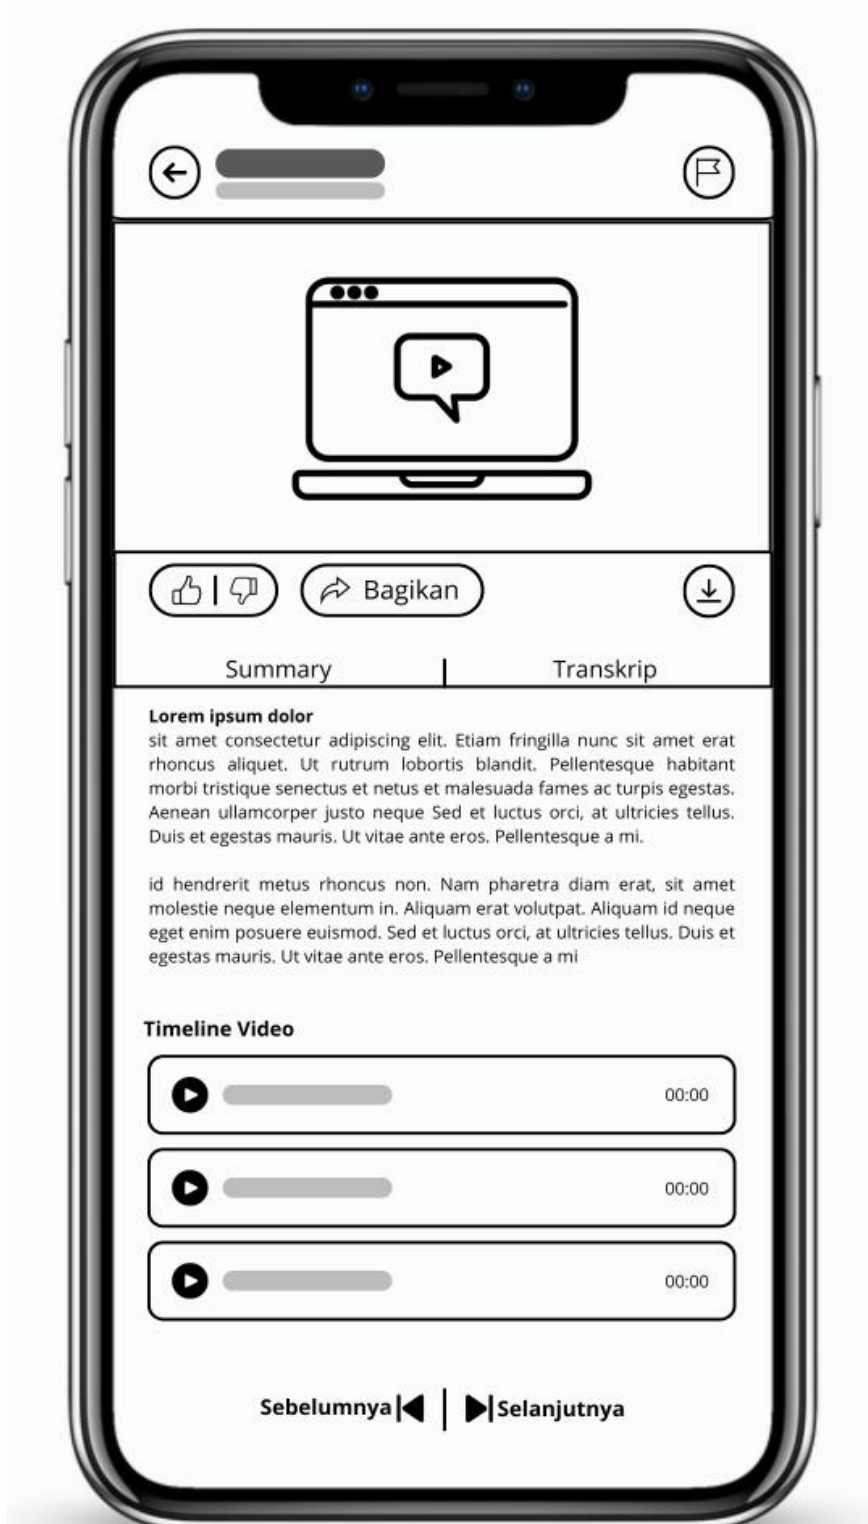 Bagikan
Summary
Transkrip
Lorem ipsum dolor
sit amet consectetur adipiscing elit. Etiam fringilla nunc sit amet erat
rhoncus aliquet. Ut rutrum lobortis blandit. Pellentesque habitant
morbi tristique senectus et netus et malesuada fames ac turpis egestas.
Aenean ullamcorper justo neque Sed et luctus orci, at ultricies tellus.
Duis et egestas mauris. Ut vitae ante eros. Pellentesque a mi.
id hendrerit metus rhoncus non. Nam pharetra diam erat, sit amet
molestie neque elementum in. Aliquam erat volutpat. Aliquam id neque
eget enim posuere euismod. Sed et luctus orci, at ultricies tellus. Duis et
egestas mauris. Ut vitae ante eros. Pellentesque a mi
Timeline Video
00:00
00:00
00:00
Sebelumnya
Selanjutnya